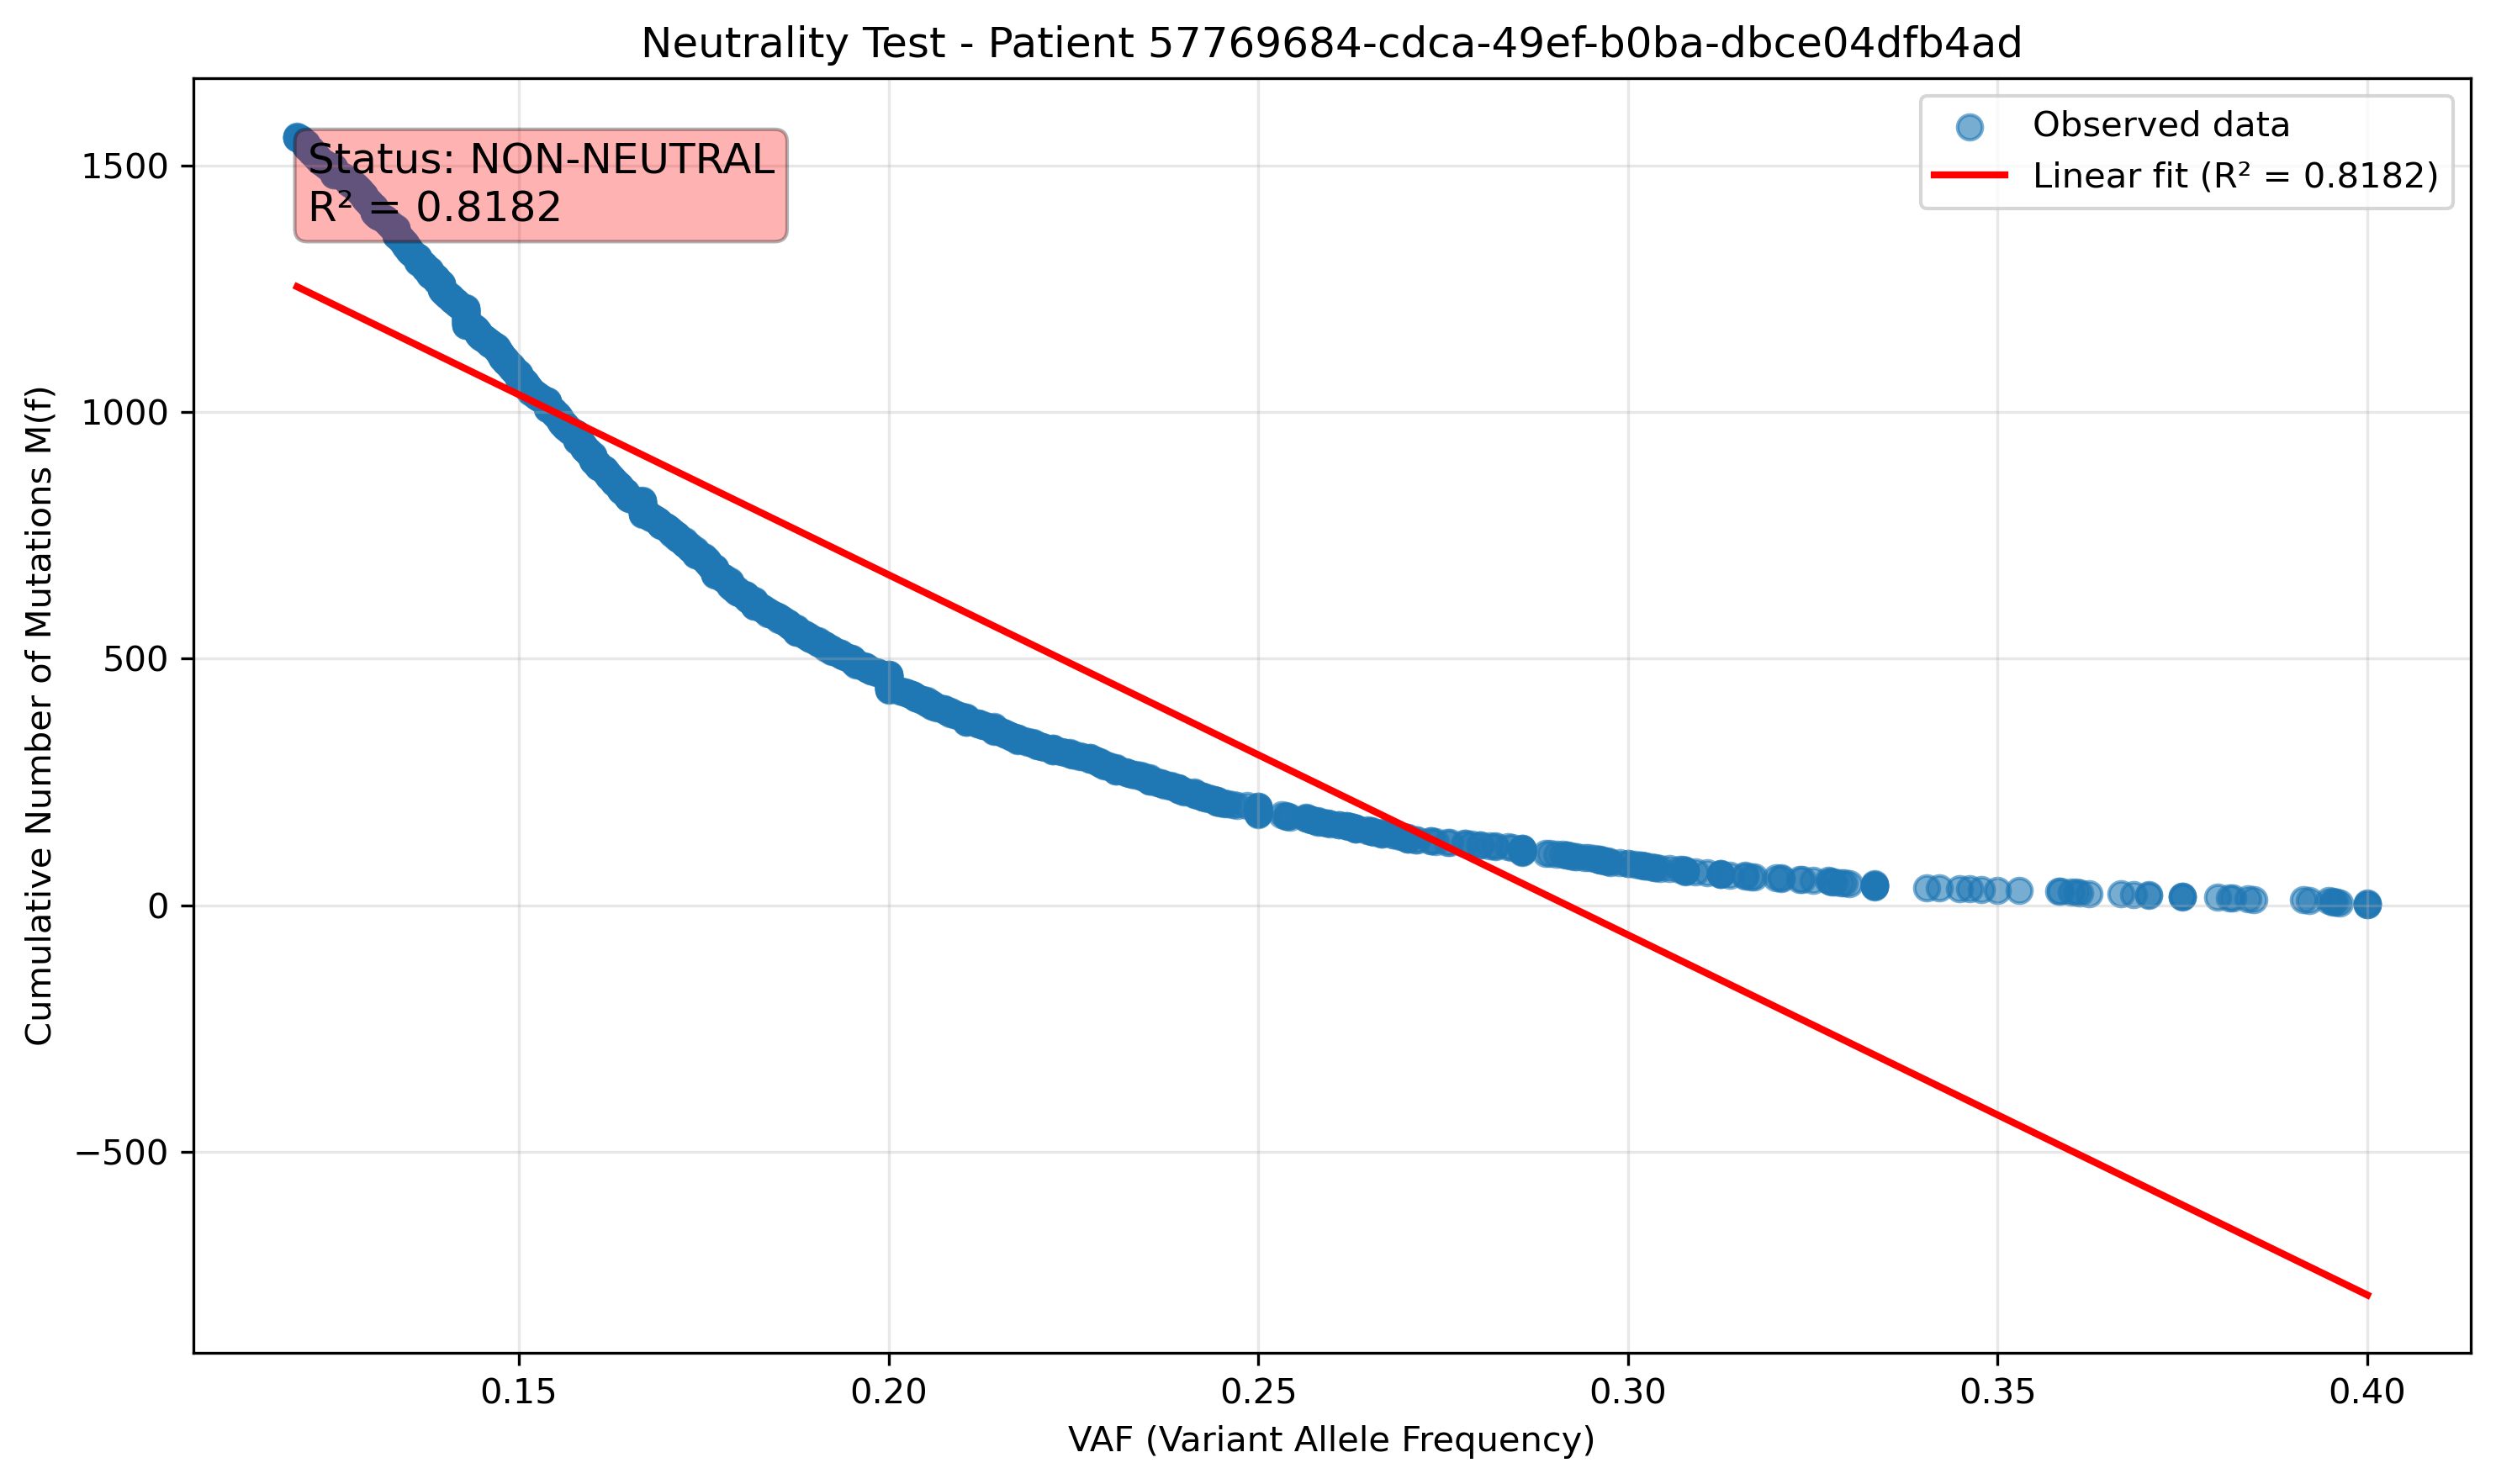 Neutrality Test - Patient 57769684-cdca-49ef-b0ba-dbce04dfb4ad
Status: NON-NEUTRAL
R² = 0.8182
Observed data
Linear fit (R² = 0.8182)
Cumulative Number of Mutations M(f)
1500
1000
500
0
−500
0.15
0.20
0.25
0.30
0.35
0.40
VAF (Variant Allele Frequency)